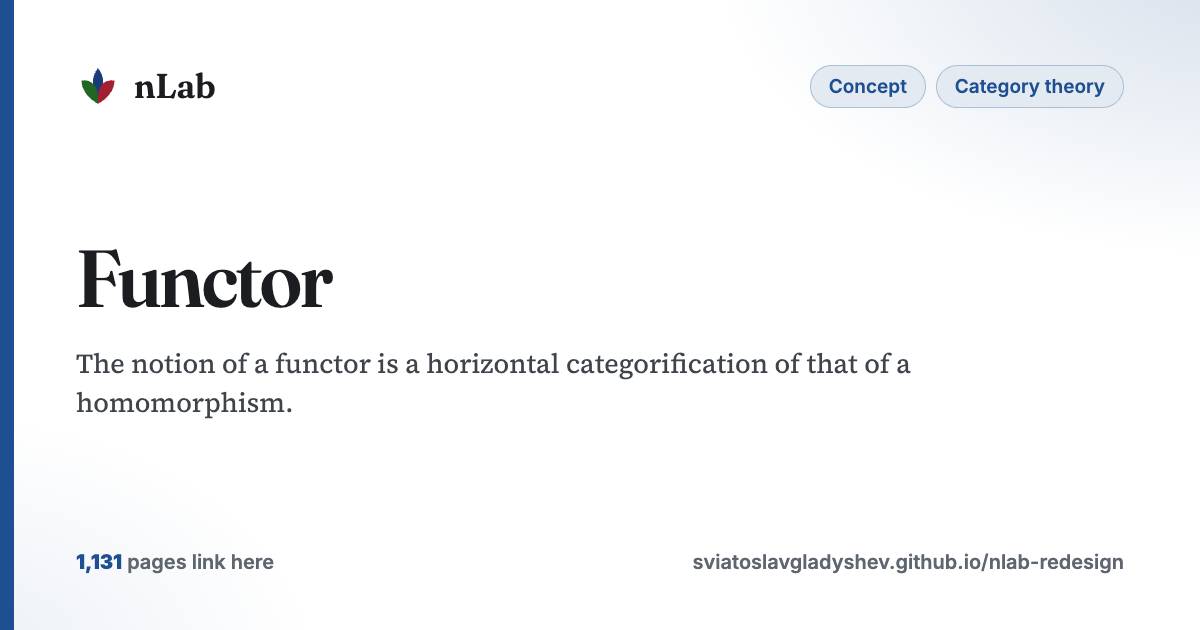 nLab
Concept
Category theory
Functor
The notion of a functor is a horizontal categorification of that of a
homomorphism.
1,131 pages link here
sviatoslavgladyshev.github.io/nlab-redesign